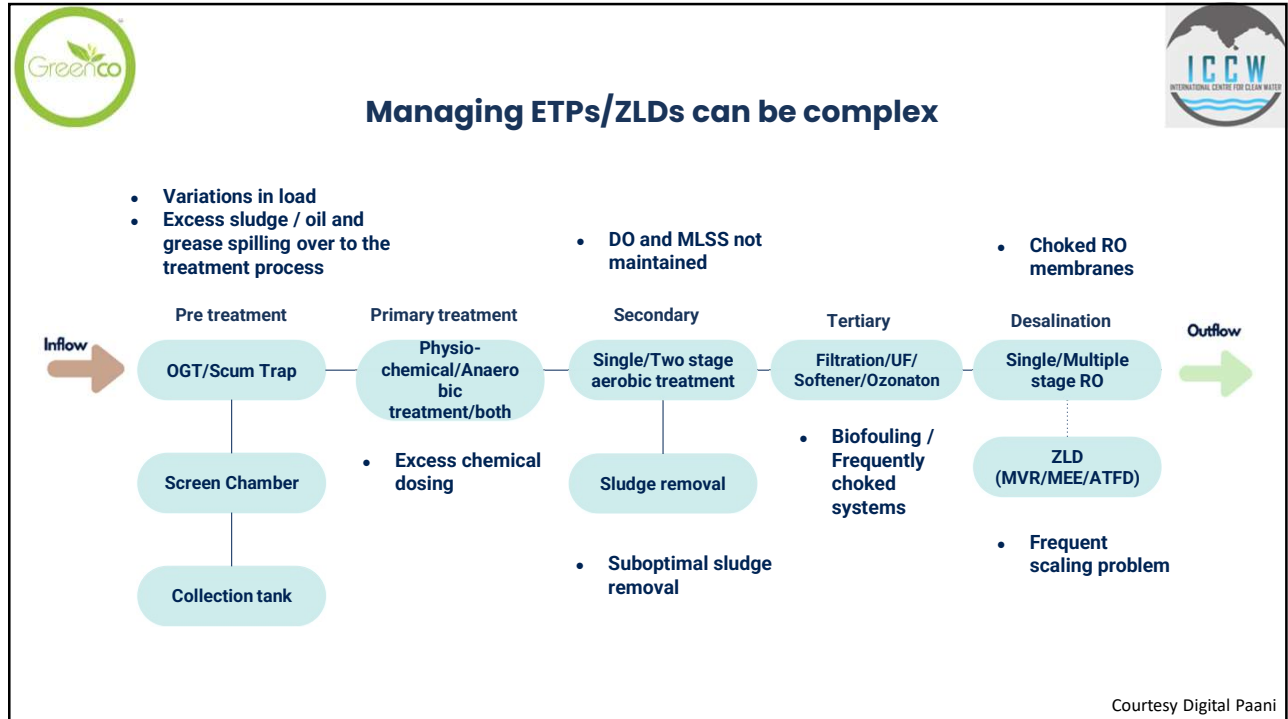 Greenco
ICCW
INTERNATIONAL CENTRE FOR CLEAN WATER
Managing ETPs/ZLDs can be complex
• Variations in load
• Excess sludge / oil and
grease spilling over to the
treatment process
• DO and MLSS not
maintained
• Choked RO
membranes
Pre treatment
Primary treatment
Secondary
Tertiary
Desalination
Inflow
OGT/Scum Trap
Physio-
chemical/Anaero
bic
treatment/both
Single/Two stage
aerobic treatment
Filtration/UF/
Softener/Ozonaton
Single/Multiple
stage RO
Outflow
Screen Chamber
• Excess chemical
dosing
Sludge removal
• Biofouling /
Frequently
choked
systems
ZLD
(MVR/MEE/ATFD)
Collection tank
• Suboptimal sludge
removal
• Frequent
scaling problem
Courtesy Digital Paani